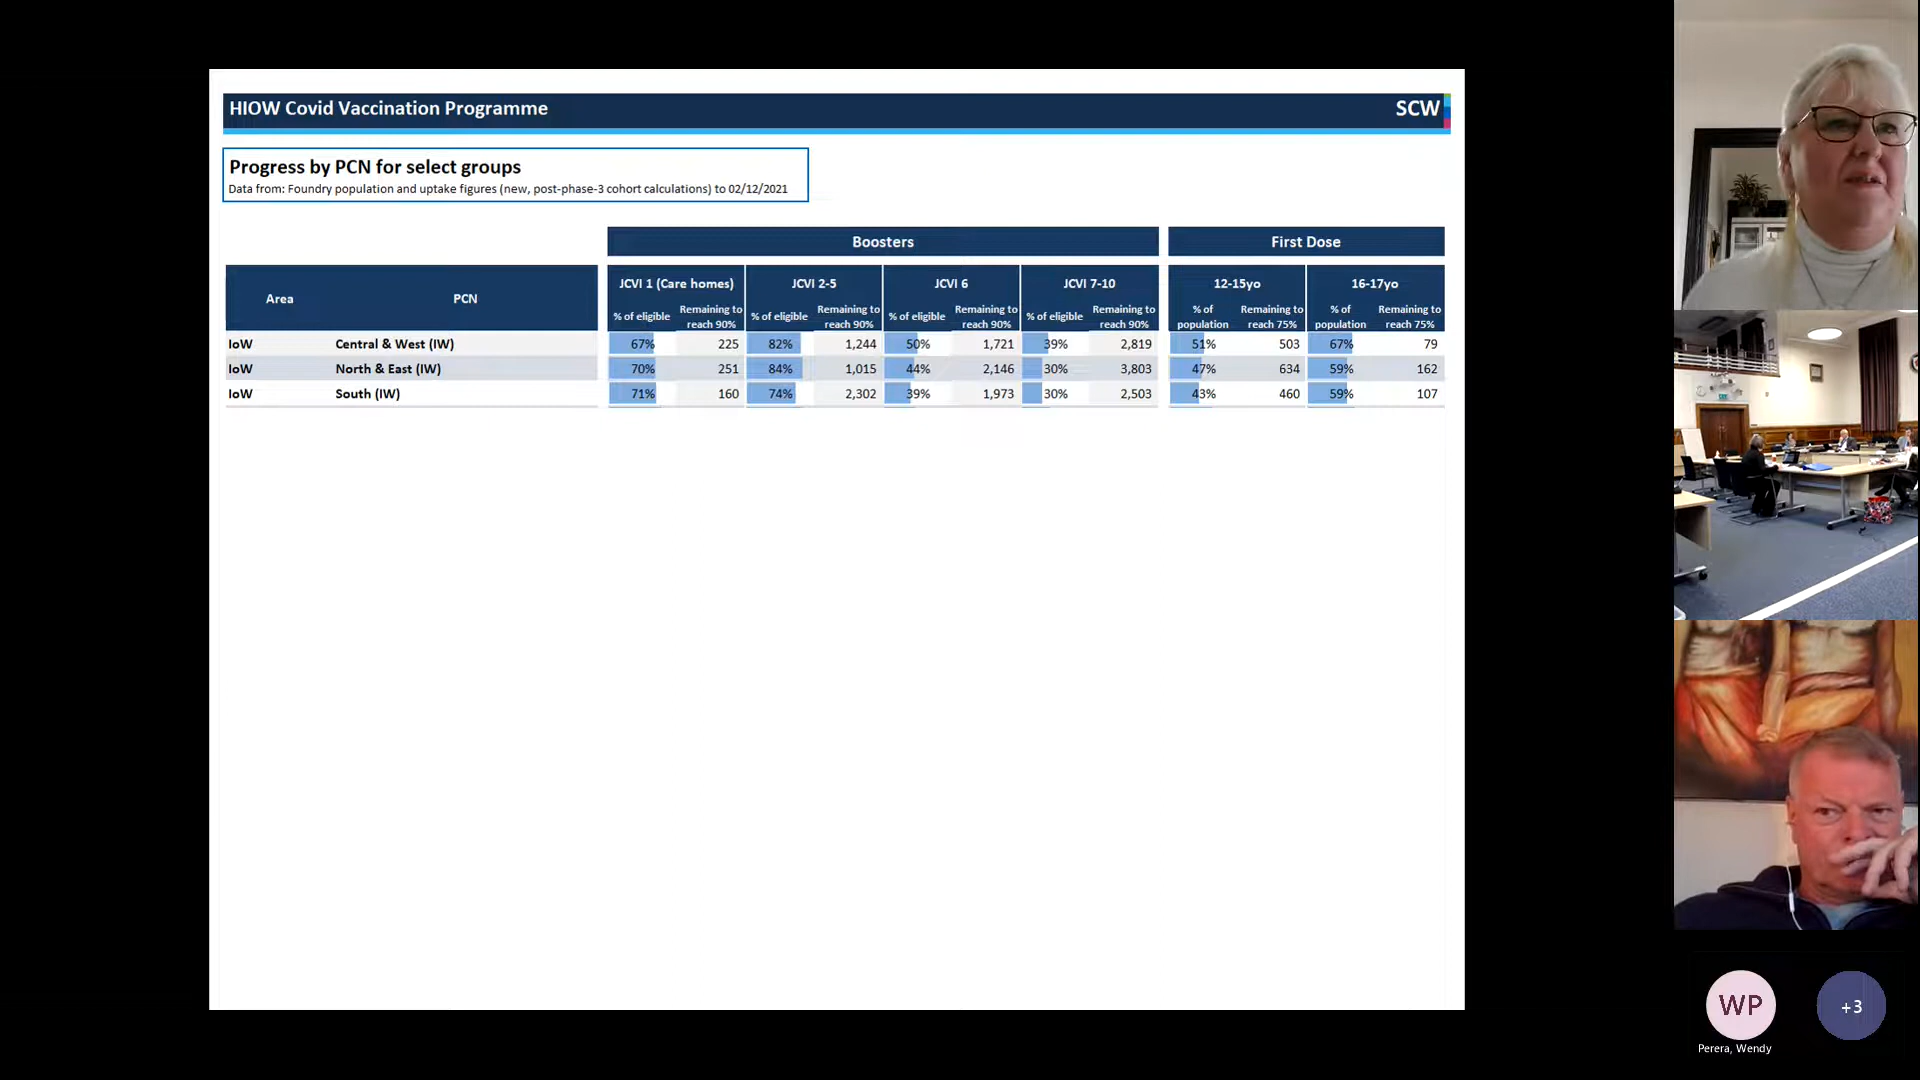 HIOW Covid Vaccination Programme SCW
Progress by PCN for select groups
Data from: Foundry population and uptake figures (new, post-phase-3 cohort calculations) to 02/12/2021
Boosters First Dose
Area PCN JCVI 1 (Care homes) JCVI 2-5 JCVI 6 JCVI 7-10 12-15yo 16-17yo
% of eligible Remaining to reach 90% % of eligible Remaining to reach 90% % of eligible Remaining to reach 90% % of eligible Remaining to reach 90% % of population Remaining to reach 75% % of population Remaining to reach 75%
IoW Central & West (IW) 67% 225 82% 1,244 50% 1,721 39% 2,819 51% 503 67% 79
IoW North & East (IW) 70% 251 84% 1,015 44% 2,146 30% 3,803 47% 634 59% 162
IoW South (IW) 71% 160 74% 2,302 39% 1,973 30% 2,503 43% 460 59% 107
WP +3
Perera, Wendy